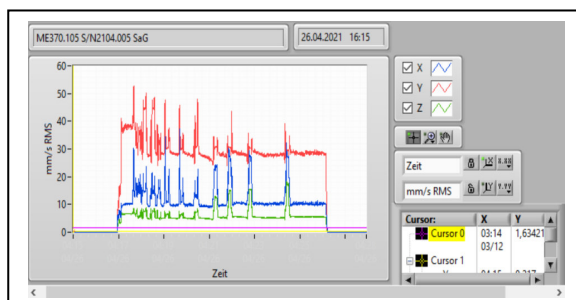 ME370.105 S/N2104.005 SaG
26.04.2021 16:15
60
50
40
30
20
10
0
mm/s RMS
Zeit
X
Y
Z
Zeit
mm/s RMS
Cursor: X Y
Cursor 0 03:14 1,63421
03/12
Cursor 1